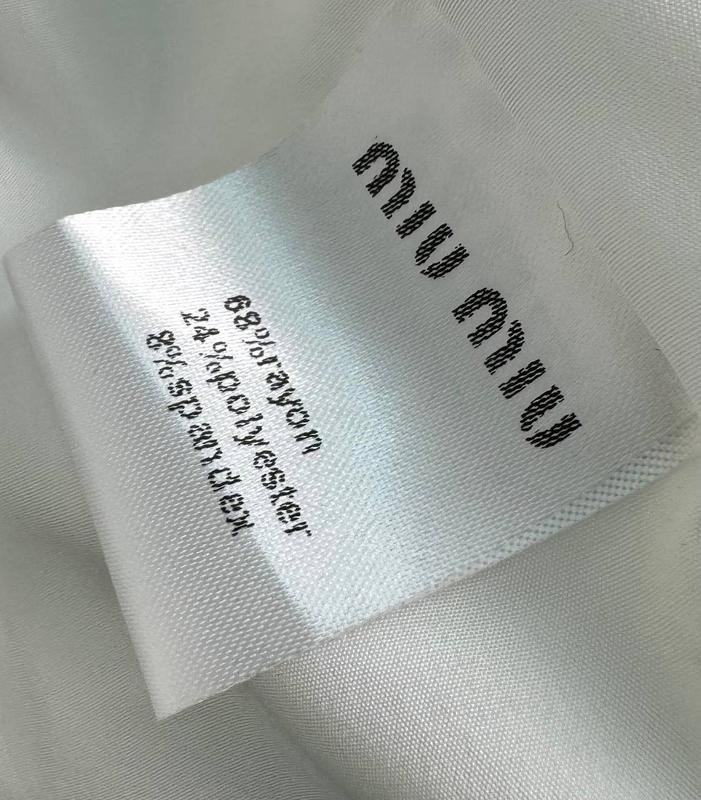 miu miu
68%rayon
24%polyester
8%spandex